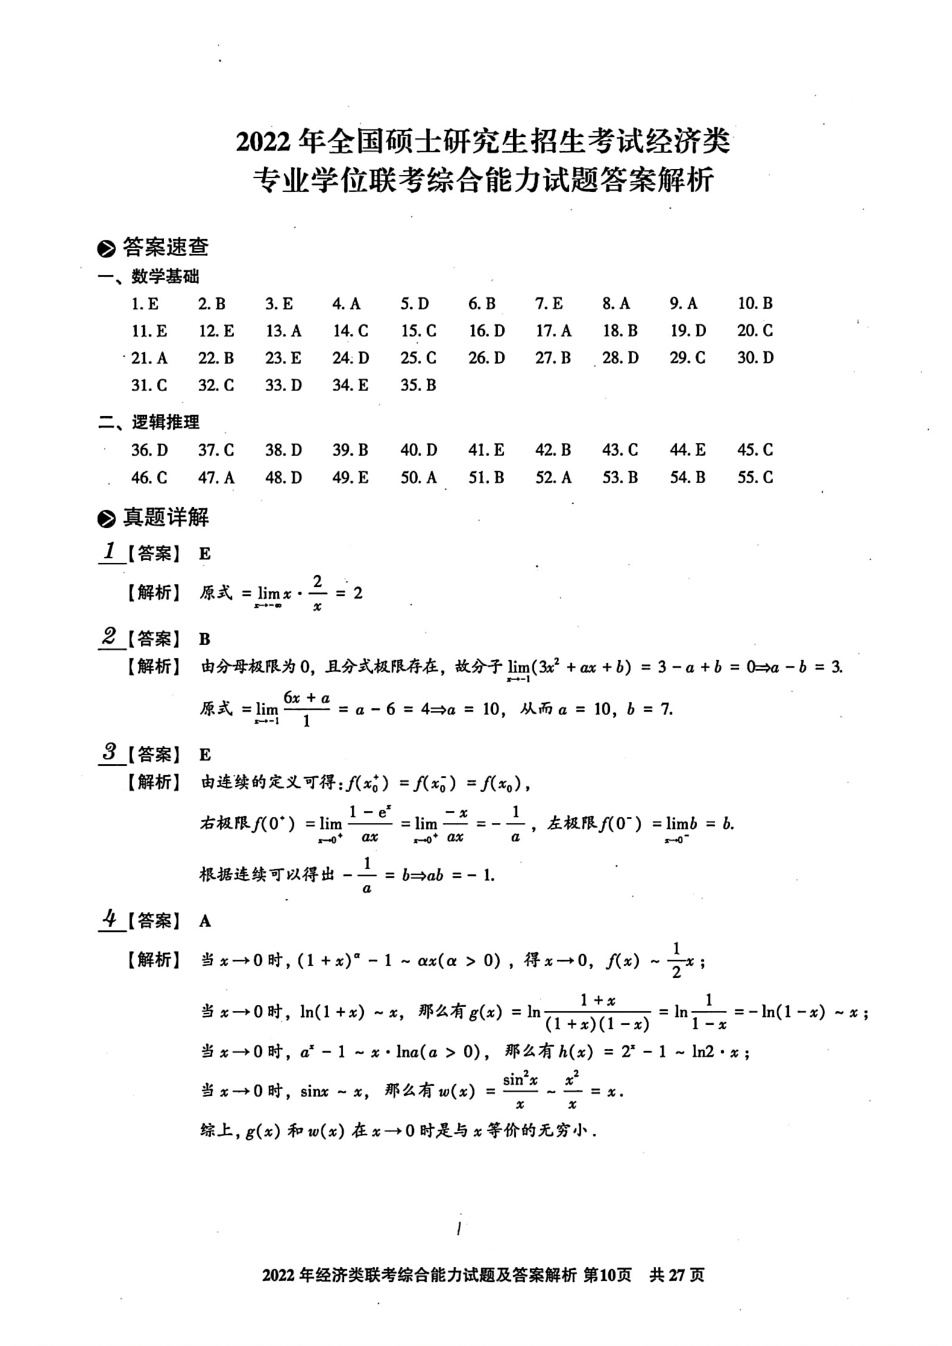 2022 年全国硕士研究生招生考试经济类
专业学位联考综合能力试题答案解析
答案速查
一、数学基础
1. E 2. B 3. E 4. A 5. D 6. B 7. E 8. A 9. A 10. B
11. E 12. E 13. A 14. C 15. C 16. D 17. A 18. B 19. D 20. C
21. A 22. B 23. E 24. D 25. C 26. D 27. B 28. D 29. C 30. D
31. C 32. C 33. D 34. E 35. B
二、逻辑推理
36. D 37. C 38. D 39. B 40. D 41. E 42. B 43. C 44. E 45. C
46. C 47. A 48. D 49. E 50. A 51. B 52. A 53. B 54. B 55. C
真题详解
1【答案】 E
【解析】 原式 = lim_{x→-∞} x · 2/x = 2
2【答案】 B
【解析】 由分母极限为 0，且分式极限存在，故分子 lim_{x→-1}(3x² + ax + b) = 3 - a + b = 0⇒a - b = 3.
原式 = lim_{x→-1} (6x + a)/1 = a - 6 = 4⇒a = 10，从而 a = 10，b = 7.
3【答案】 E
【解析】 由连续的定义可得：f(x₀⁺) = f(x₀⁻) = f(x₀)，
右极限 f(0⁺) = lim_{x→0⁺} (1 - eˣ)/(ax) = lim_{x→0⁺} (-x)/(ax) = -1/a，左极限 f(0⁻) = lim_{x→0⁻} b = b.
根据连续可以得出 -1/a = b⇒ab = -1.
4【答案】 A
【解析】 当 x→0 时，(1 + x)^α - 1 ~ αx(α > 0)，得 x→0，f(x) ~ 1/2 x；
当 x→0 时，ln(1 + x) ~ x，那么有 g(x) = ln (1 + x)/((1 + x)(1 - x)) = ln 1/(1 - x) = -ln(1 - x) ~ x；
当 x→0 时，aˣ - 1 ~ x · lna(a > 0)，那么有 h(x) = 2ˣ - 1 ~ ln2 · x；
当 x→0 时，sinx ~ x，那么有 w(x) = sin²x/x ~ x²/x = x.
综上，g(x) 和 w(x) 在 x→0 时是与 x 等价的无穷小.
1
2022 年经济类联考综合能力试题及答案解析 第10页 共 27 页